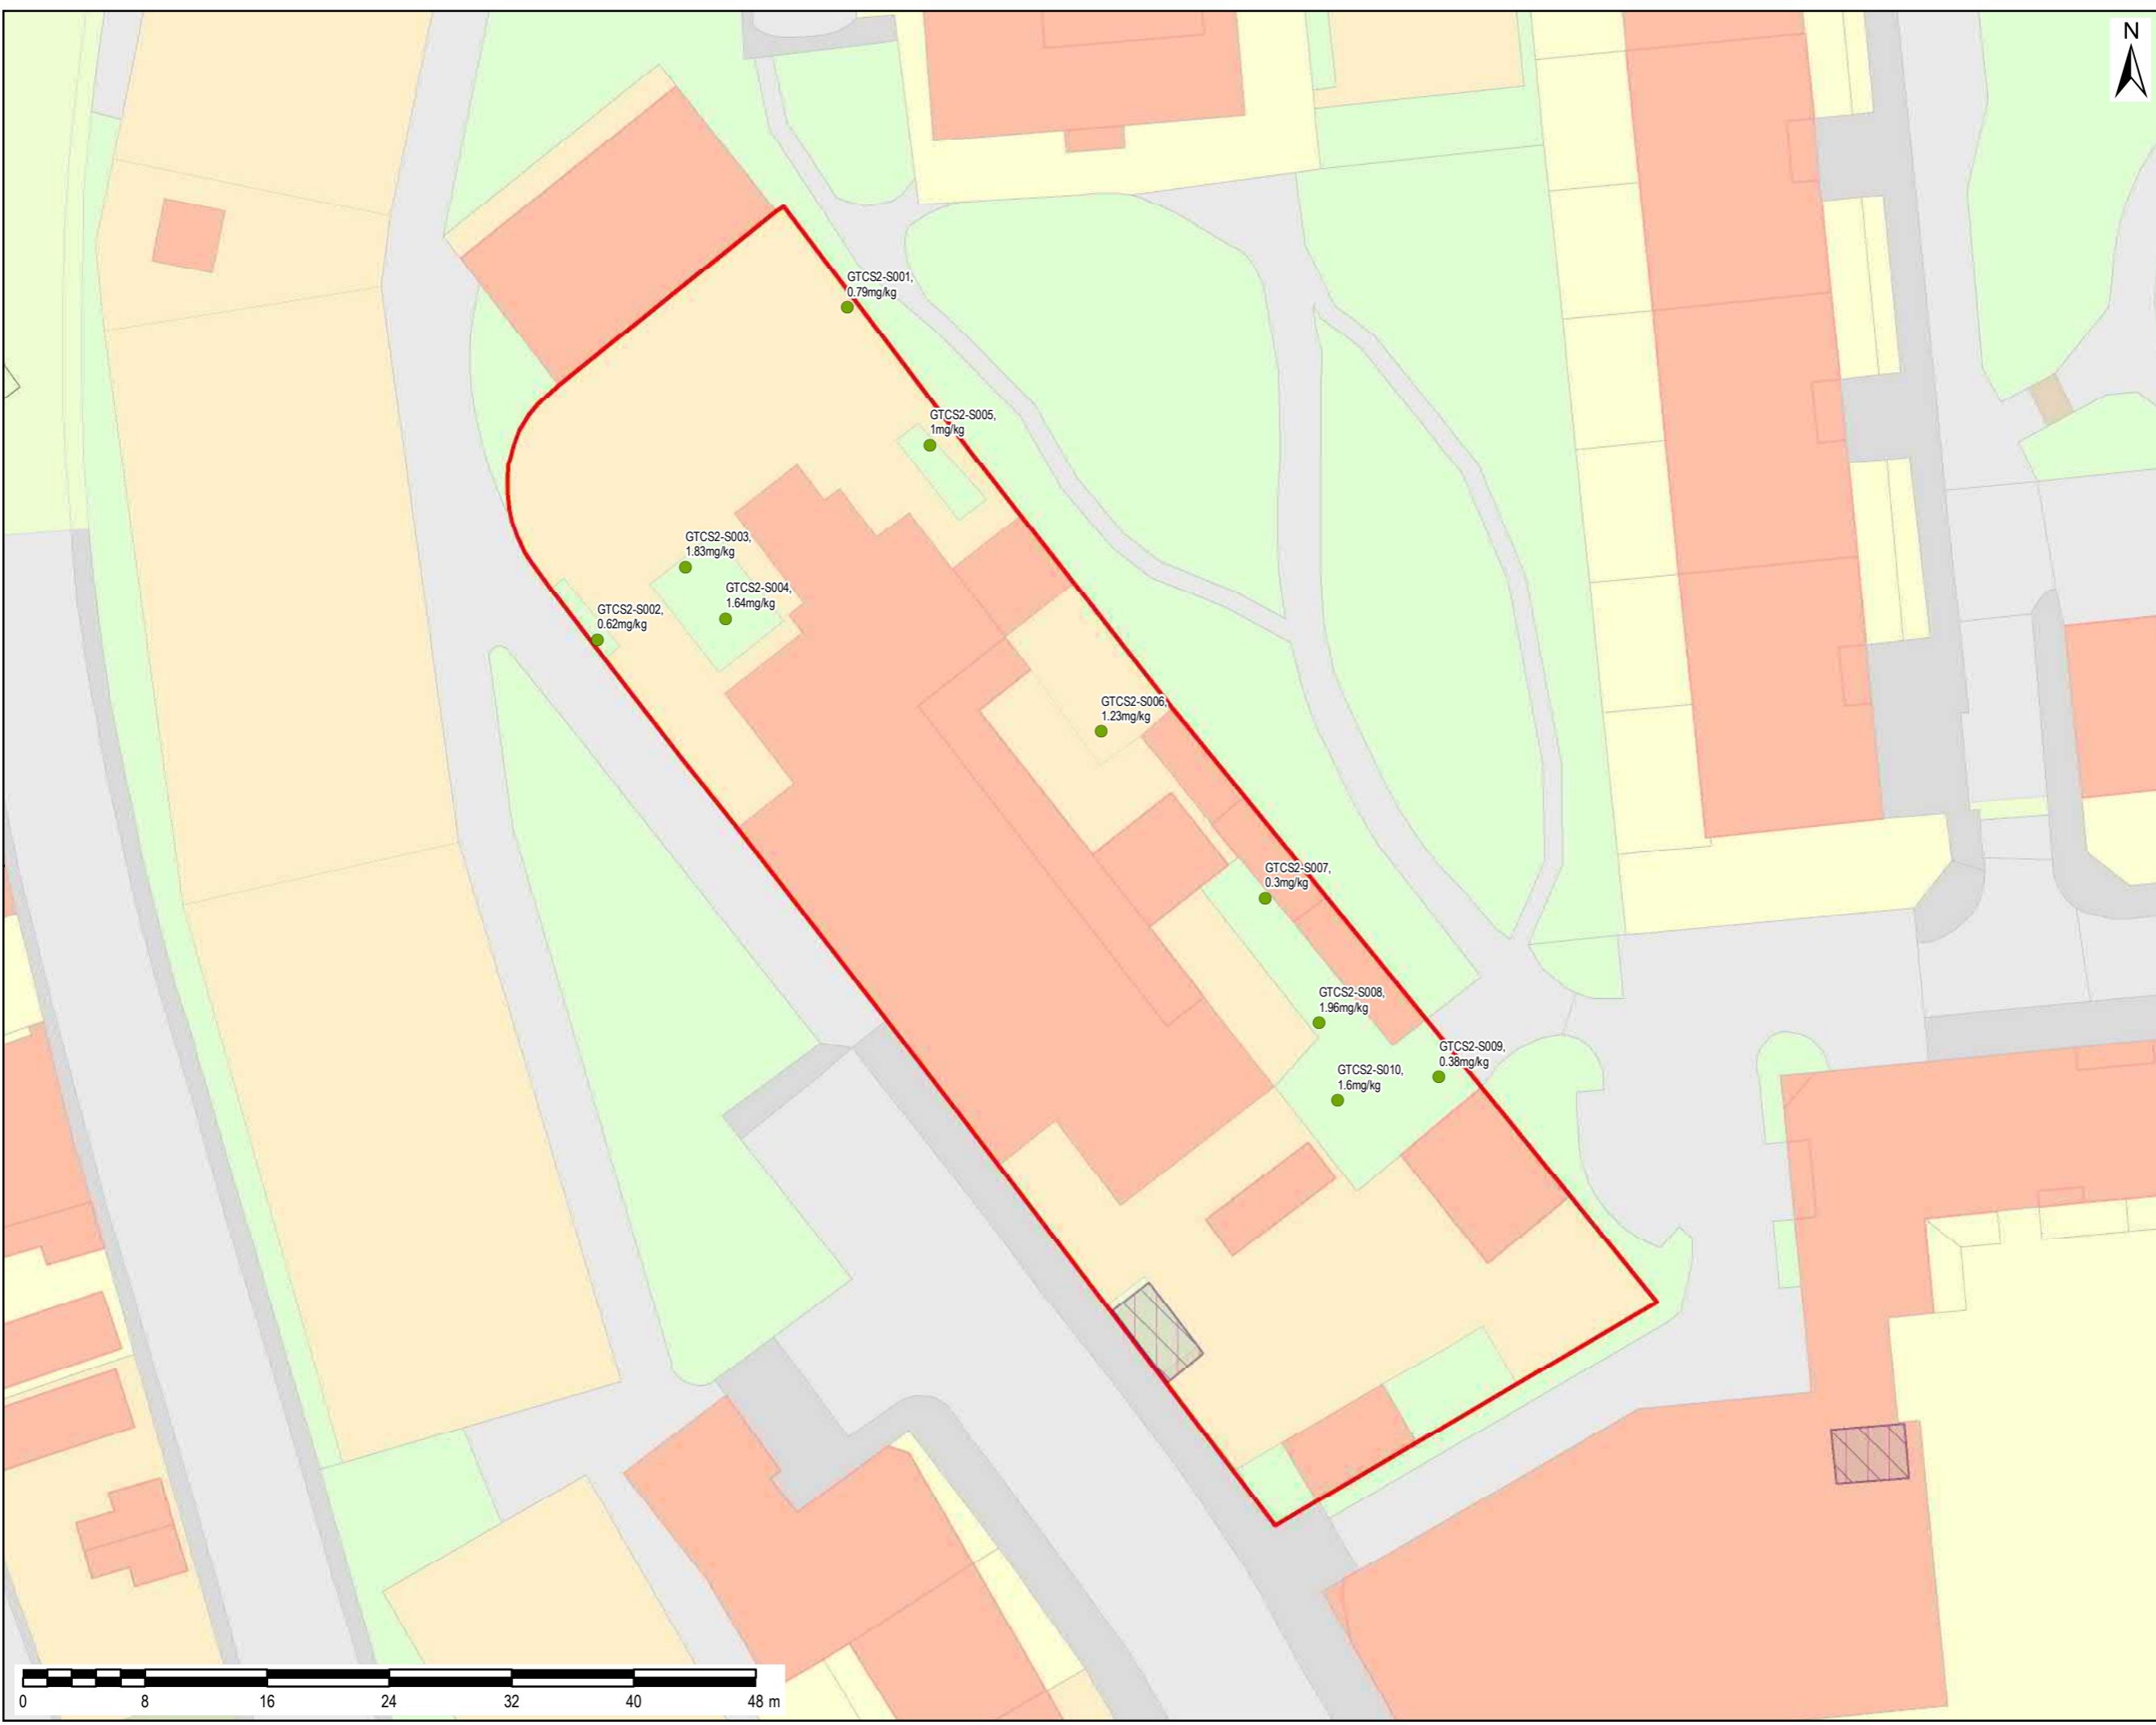 N
GTCS2-S001,
0.79mg/kg
GTCS2-S005,
1mg/kg
GTCS2-S003,
1.83mg/kg
GTCS2-S004,
1.64mg/kg
GTCS2-S002,
0.62mg/kg
GTCS2-S006,
1.23mg/kg
GTCS2-S007,
0.3mg/kg
GTCS2-S008,
1.96mg/kg
GTCS2-S009,
0.38mg/kg
GTCS2-S010,
1.6mg/kg
0 8 16 24 32 40 48 m